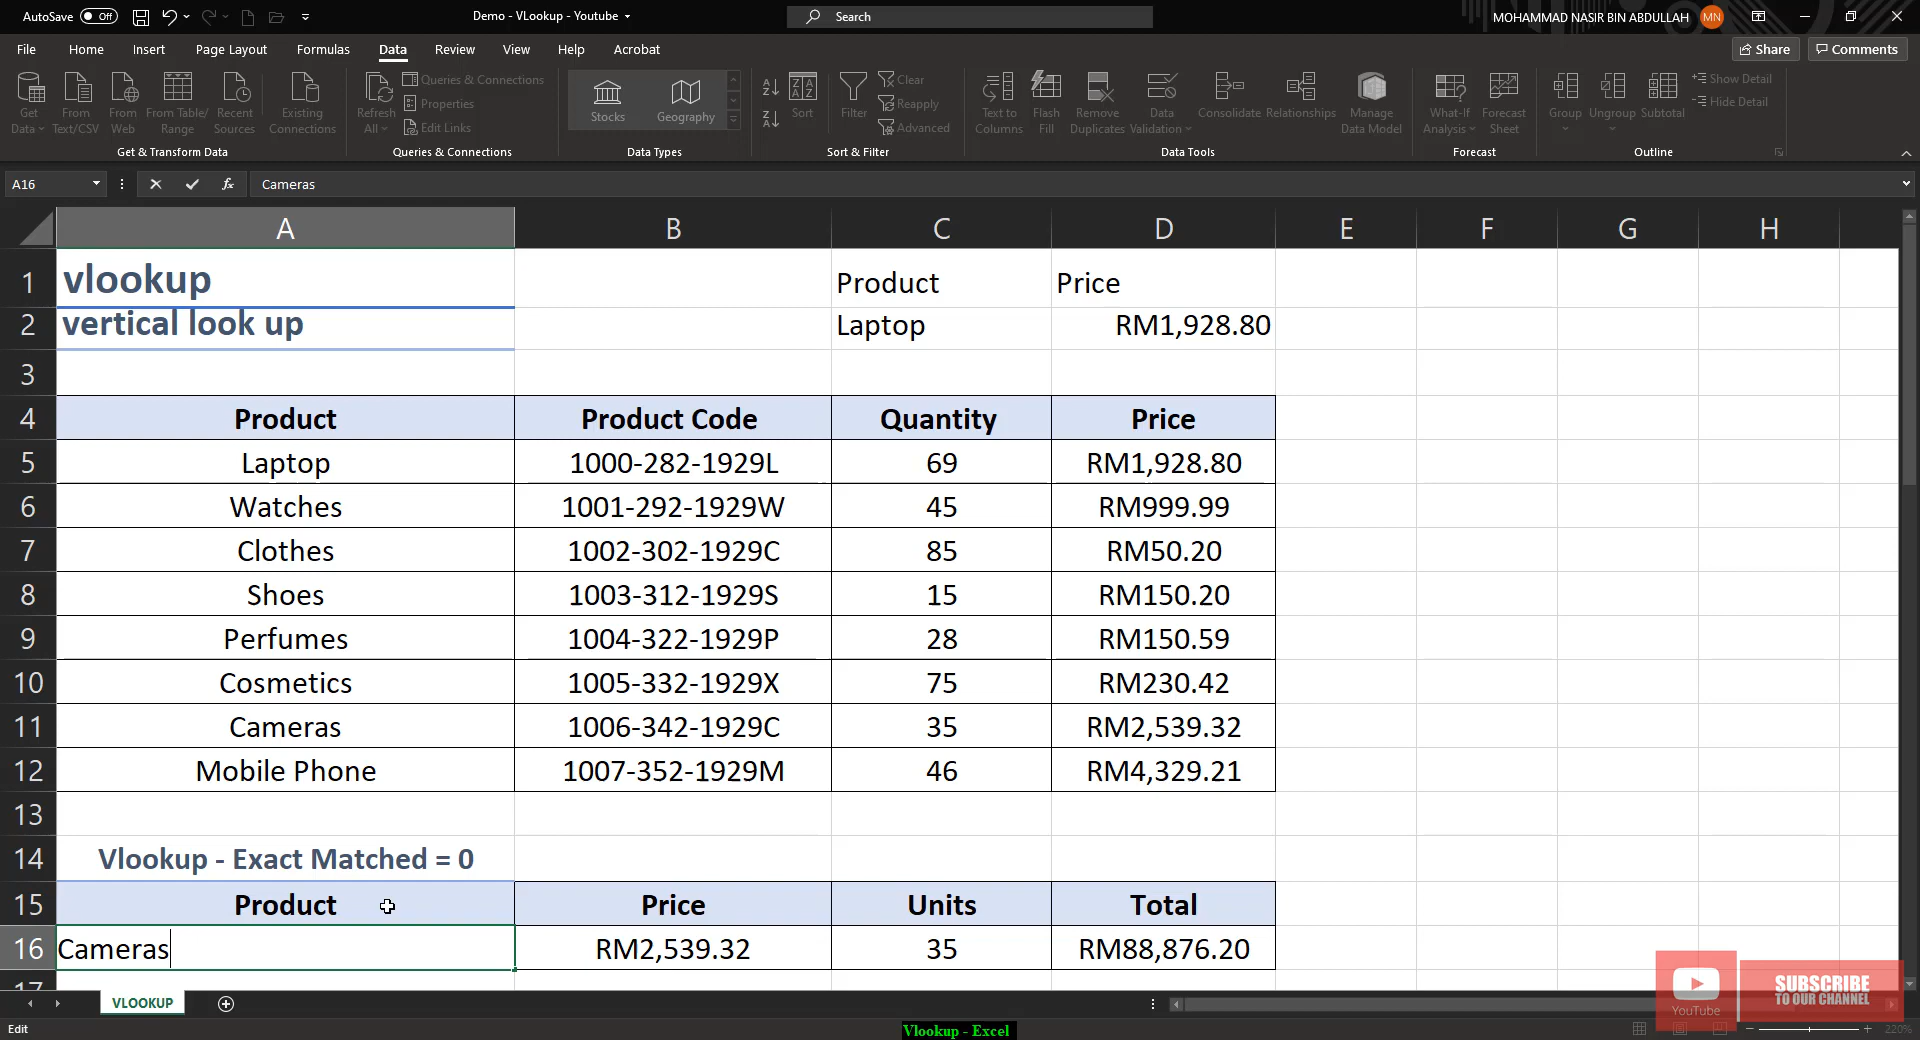 AutoSave Off Demo - VLookup - Youtube Search MOHAMMAD NASIR BIN ABDULLAH MN
File Home Insert Page Layout Formulas Data Review View Help Acrobat Share Comments
Get Data From Text/CSV From Web From Table/ Range Recent Sources Existing Connections
Get & Transform Data
Refresh All Queries & Connections
Properties
Edit Links
Queries & Connections
Stocks Geography
Data Types
Sort Filter Clear
Reapply
Advanced
Sort & Filter
Text to Columns Flash Fill Remove Duplicates Data Validation Consolidate Relationships Manage Data Model
Data Tools
What-If Analysis Forecast Sheet
Forecast
Group Ungroup Subtotal Show Detail
Hide Detail
Outline
A16 fx Cameras
A B C D E F G H
1 vlookup Product Price
2 vertical look up Laptop RM1,928.80
3
4 Product Product Code Quantity Price
5 Laptop 1000-282-1929L 69 RM1,928.80
6 Watches 1001-292-1929W 45 RM999.99
7 Clothes 1002-302-1929C 85 RM50.20
8 Shoes 1003-312-1929S 15 RM150.20
9 Perfumes 1004-322-1929P 28 RM150.59
10 Cosmetics 1005-332-1929X 75 RM230.42
11 Cameras 1006-342-1929C 35 RM2,539.32
12 Mobile Phone 1007-352-1929M 46 RM4,329.21
13
14 Vlookup - Exact Matched = 0
15 Product Price Units Total
16 Cameras RM2,539.32 35 RM88,876.20
17
VLOOKUP
YouTube SUBSCRIBE
TO OUR CHANNEL
Edit Vlookup - Excel 220%